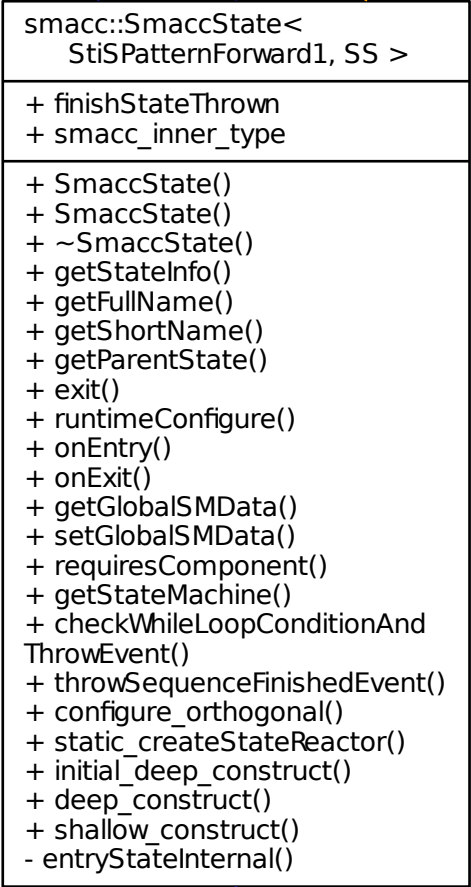 smacc::SmaccState<
StiSPatternForward1, SS >
+ finishStateThrown
+ smacc_inner_type
+ SmaccState()
+ SmaccState()
+ ~SmaccState()
+ getStateInfo()
+ getFullName()
+ getShortName()
+ getParentState()
+ exit()
+ runtimeConfigure()
+ onEntry()
+ onExit()
+ getGlobalSMData()
+ setGlobalSMData()
+ requiresComponent()
+ getStateMachine()
+ checkWhileLoopConditionAnd
ThrowEvent()
+ throwSequenceFinishedEvent()
+ configure_orthogonal()
+ static_createStateReactor()
+ initial_deep_construct()
+ deep_construct()
+ shallow_construct()
- entryStateInternal()